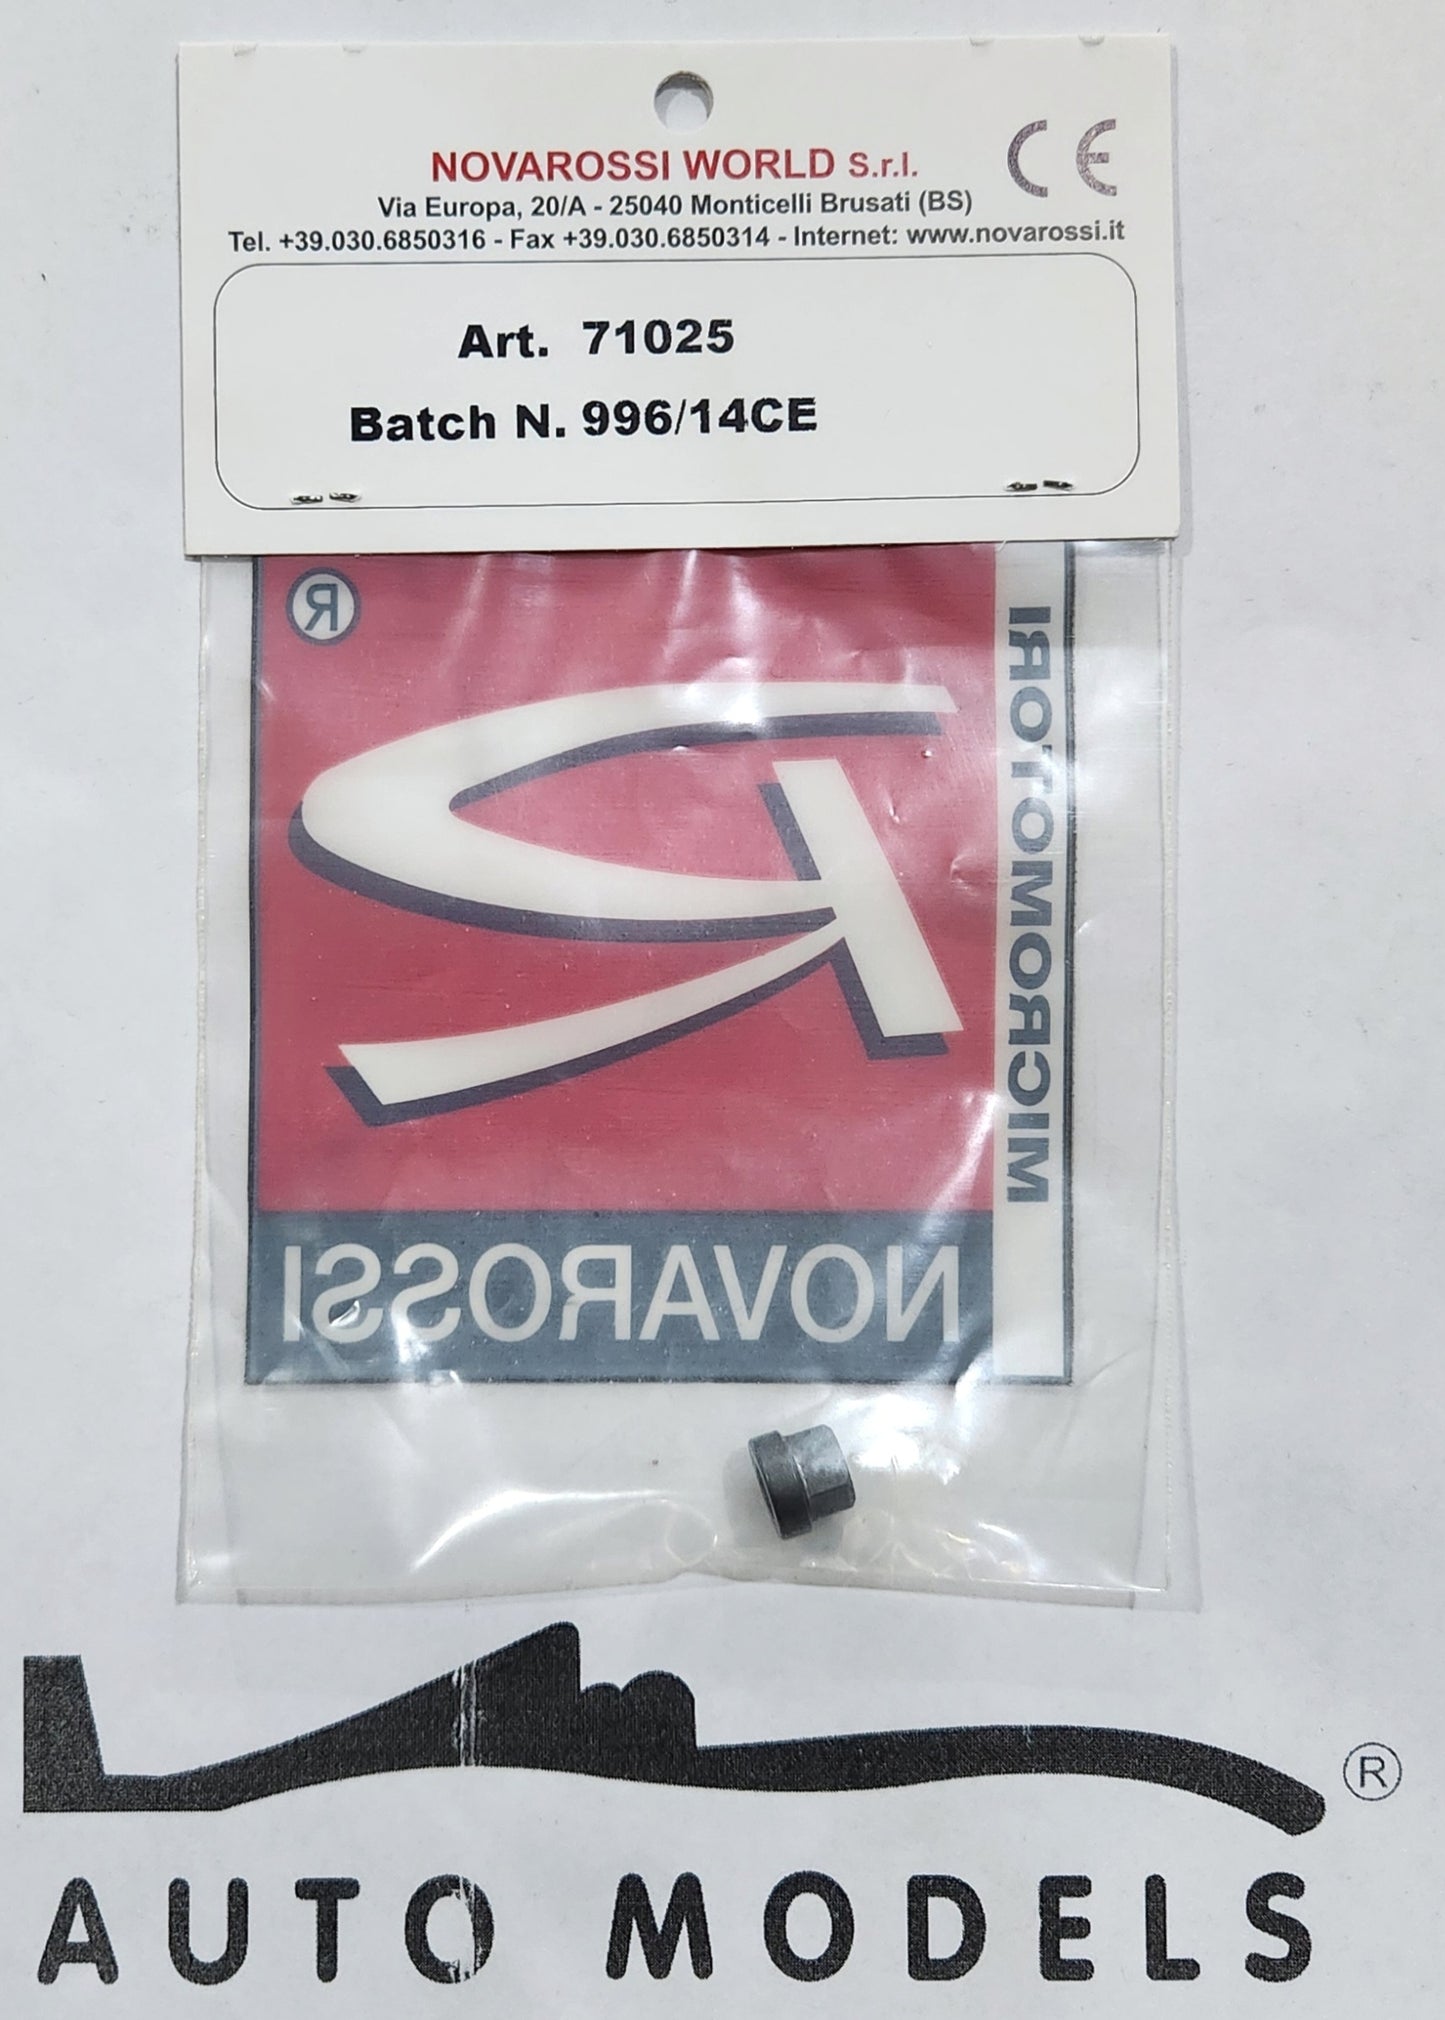 NOVAROSSI WORLD S.r.l.
CE
Via Europa, 20/A - 25040 Monticelli Brusati (BS)
Tel. +39.030.6850316 - Fax +39.030.6850314 - Internet: www.novarossi.it
Art. 71025
Batch N. 996/14CE
®
MICROMOTORI
NOVAROSSI
®
AUTO MODELS